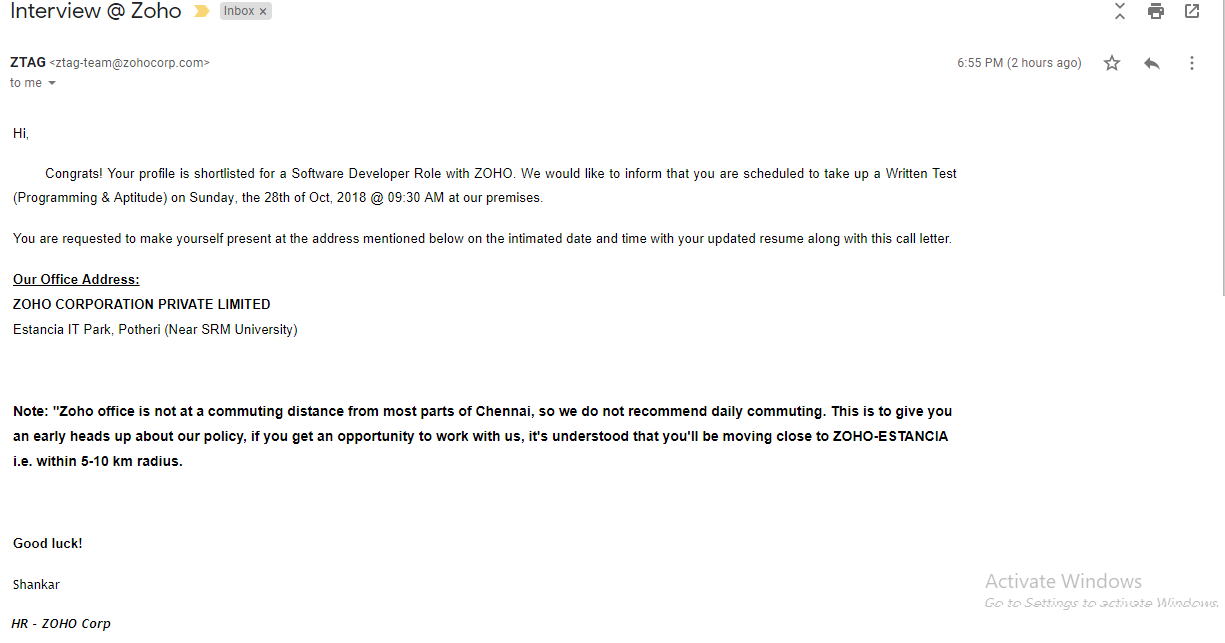 Interview @ Zoho
Inbox ×
ZTAG <ztag-team@zohocorp.com>
6:55 PM (2 hours ago)
to me
Hi,
Congrats! Your profile is shortlisted for a Software Developer Role with ZOHO. We would like to inform that you are scheduled to take up a Written Test
(Programming & Aptitude) on Sunday, the 28th of Oct, 2018 @ 09:30 AM at our premises.
You are requested to make yourself present at the address mentioned below on the intimated date and time with your updated resume along with this call letter.
Our Office Address:
ZOHO CORPORATION PRIVATE LIMITED
Estancia IT Park, Potheri (Near SRM University)
Note: "Zoho office is not at a commuting distance from most parts of Chennai, so we do not recommend daily commuting. This is to give you
an early heads up about our policy, if you get an opportunity to work with us, it's understood that you'll be moving close to ZOHO-ESTANCIA
i.e. within 5-10 km radius.
Good luck!
Shankar
HR - ZOHO Corp
Activate Windows
Go to Settings to activate Windows.